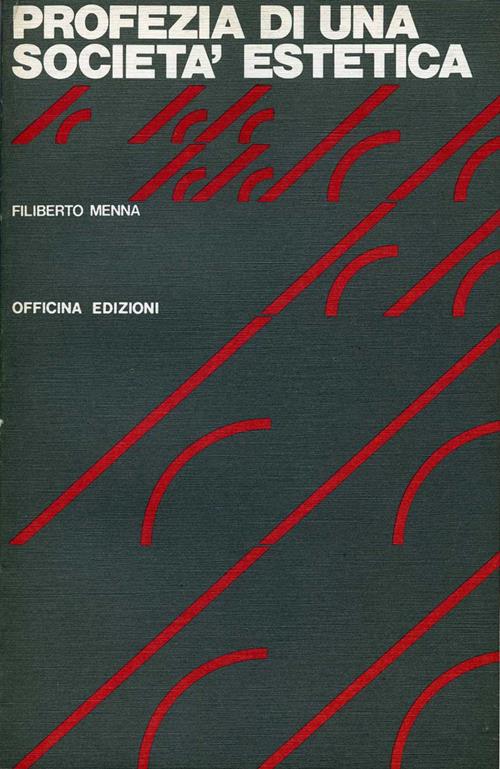 PROFEZIA DI UNA
SOCIETA' ESTETICA
FILIBERTO MENNA
OFFICINA EDIZIONI